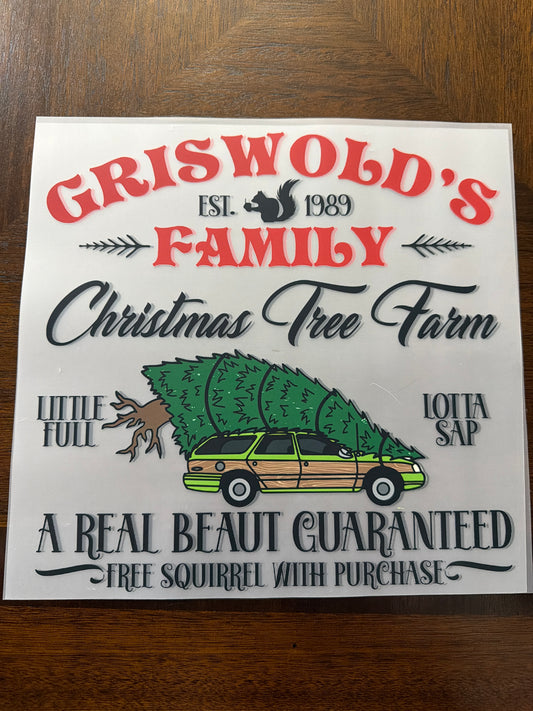 GRISWOLD'S
EST. 1989
FAMILY
Christmas Tree Farm
LITTLE
FULL
LOTTA
SAP
A REAL BEAUT GUARANTEED
FREE SQUIRREL WITH PURCHASE